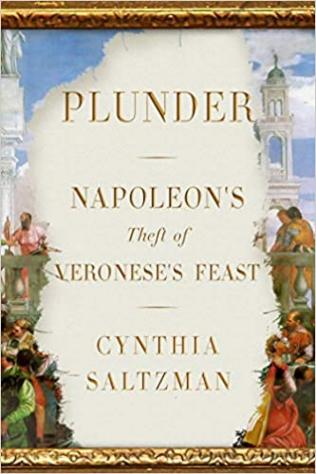 PLUNDER
NAPOLEON'S
Theft of
VERONESE'S FEAST
CYNTHIA
SALTZMAN